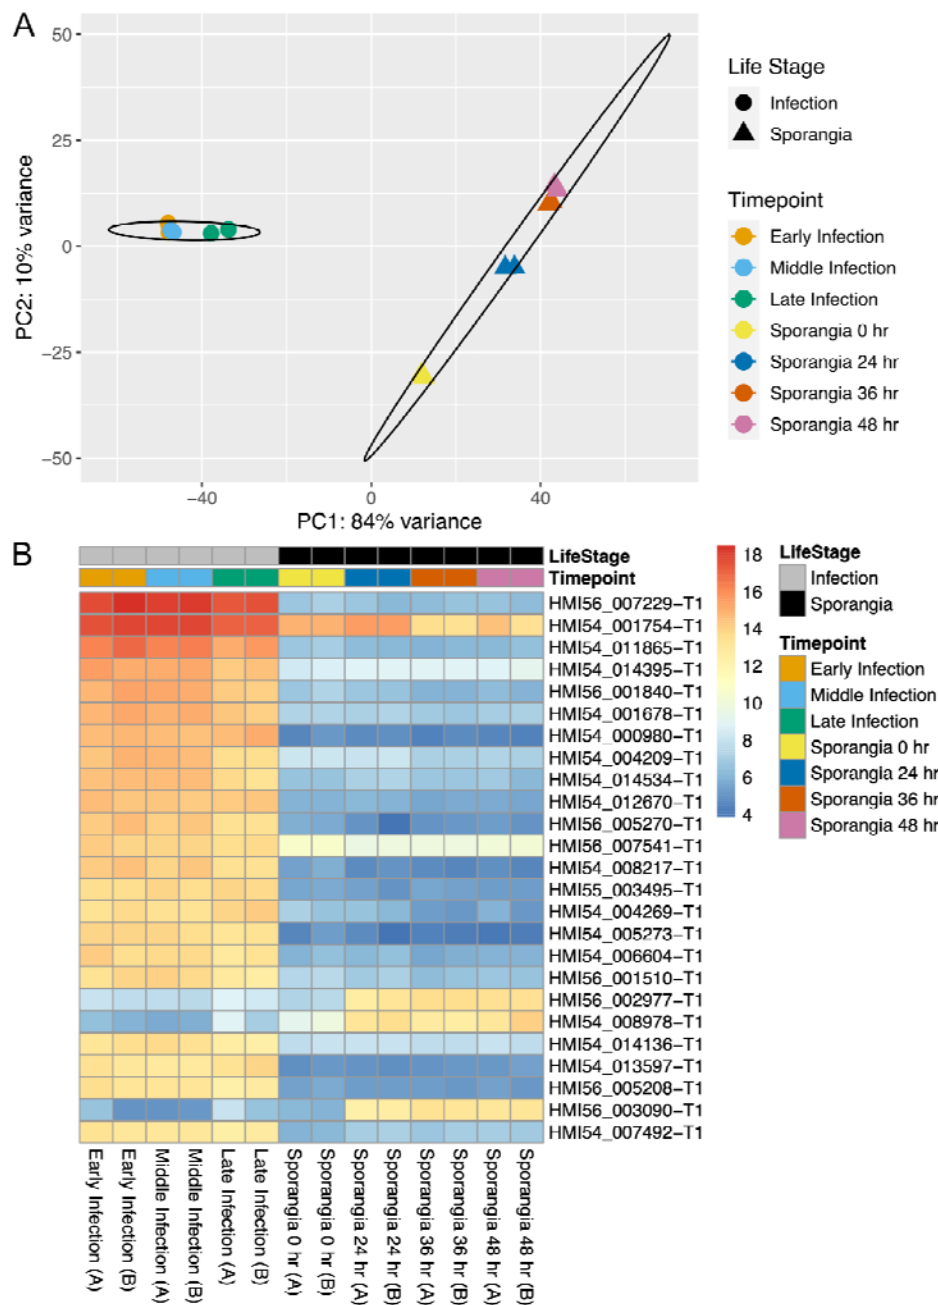 A
50
25
0
−25
−50
PC2: 10% variance
−40
0
40
PC1: 84% variance
Life Stage
Infection
Sporangia
Timepoint
Early Infection
Middle Infection
Late Infection
Sporangia 0 hr
Sporangia 24 hr
Sporangia 36 hr
Sporangia 48 hr
B
LifeStage
Timepoint
HMI56_007229−T1
HMI54_001754−T1
HMI54_011865−T1
HMI54_014395−T1
HMI56_001840−T1
HMI54_001678−T1
HMI54_000980−T1
HMI54_004209−T1
HMI54_014534−T1
HMI54_012670−T1
HMI56_005270−T1
HMI56_007541−T1
HMI54_008217−T1
HMI55_003495−T1
HMI54_004269−T1
HMI54_005273−T1
HMI54_006604−T1
HMI56_001510−T1
HMI56_002977−T1
HMI54_008978−T1
HMI54_014136−T1
HMI54_013597−T1
HMI56_005208−T1
HMI56_003090−T1
HMI54_007492−T1
Early Infection (A)
Early Infection (B)
Middle Infection (A)
Middle Infection (B)
Late Infection (A)
Late Infection (B)
Sporangia 0 hr (A)
Sporangia 0 hr (B)
Sporangia 24 hr (A)
Sporangia 24 hr (B)
Sporangia 36 hr (A)
Sporangia 36 hr (B)
Sporangia 48 hr (A)
Sporangia 48 hr (B)
18
16
14
12
10
8
6
4
LifeStage
Infection
Sporangia
Timepoint
Early Infection
Middle Infection
Late Infection
Sporangia 0 hr
Sporangia 24 hr
Sporangia 36 hr
Sporangia 48 hr